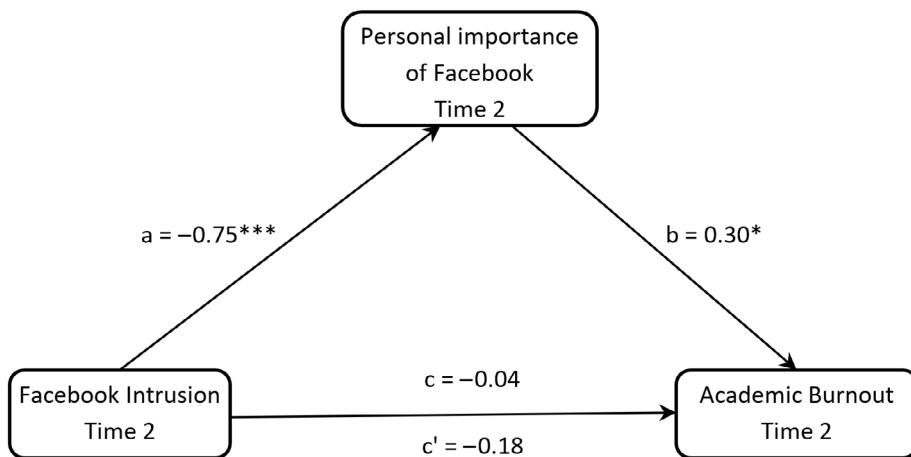 Personal importance
of Facebook
Time 2
a = −0.75***
b = 0.30*
Facebook Intrusion
Time 2
c = −0.04
c' = −0.18
Academic Burnout
Time 2